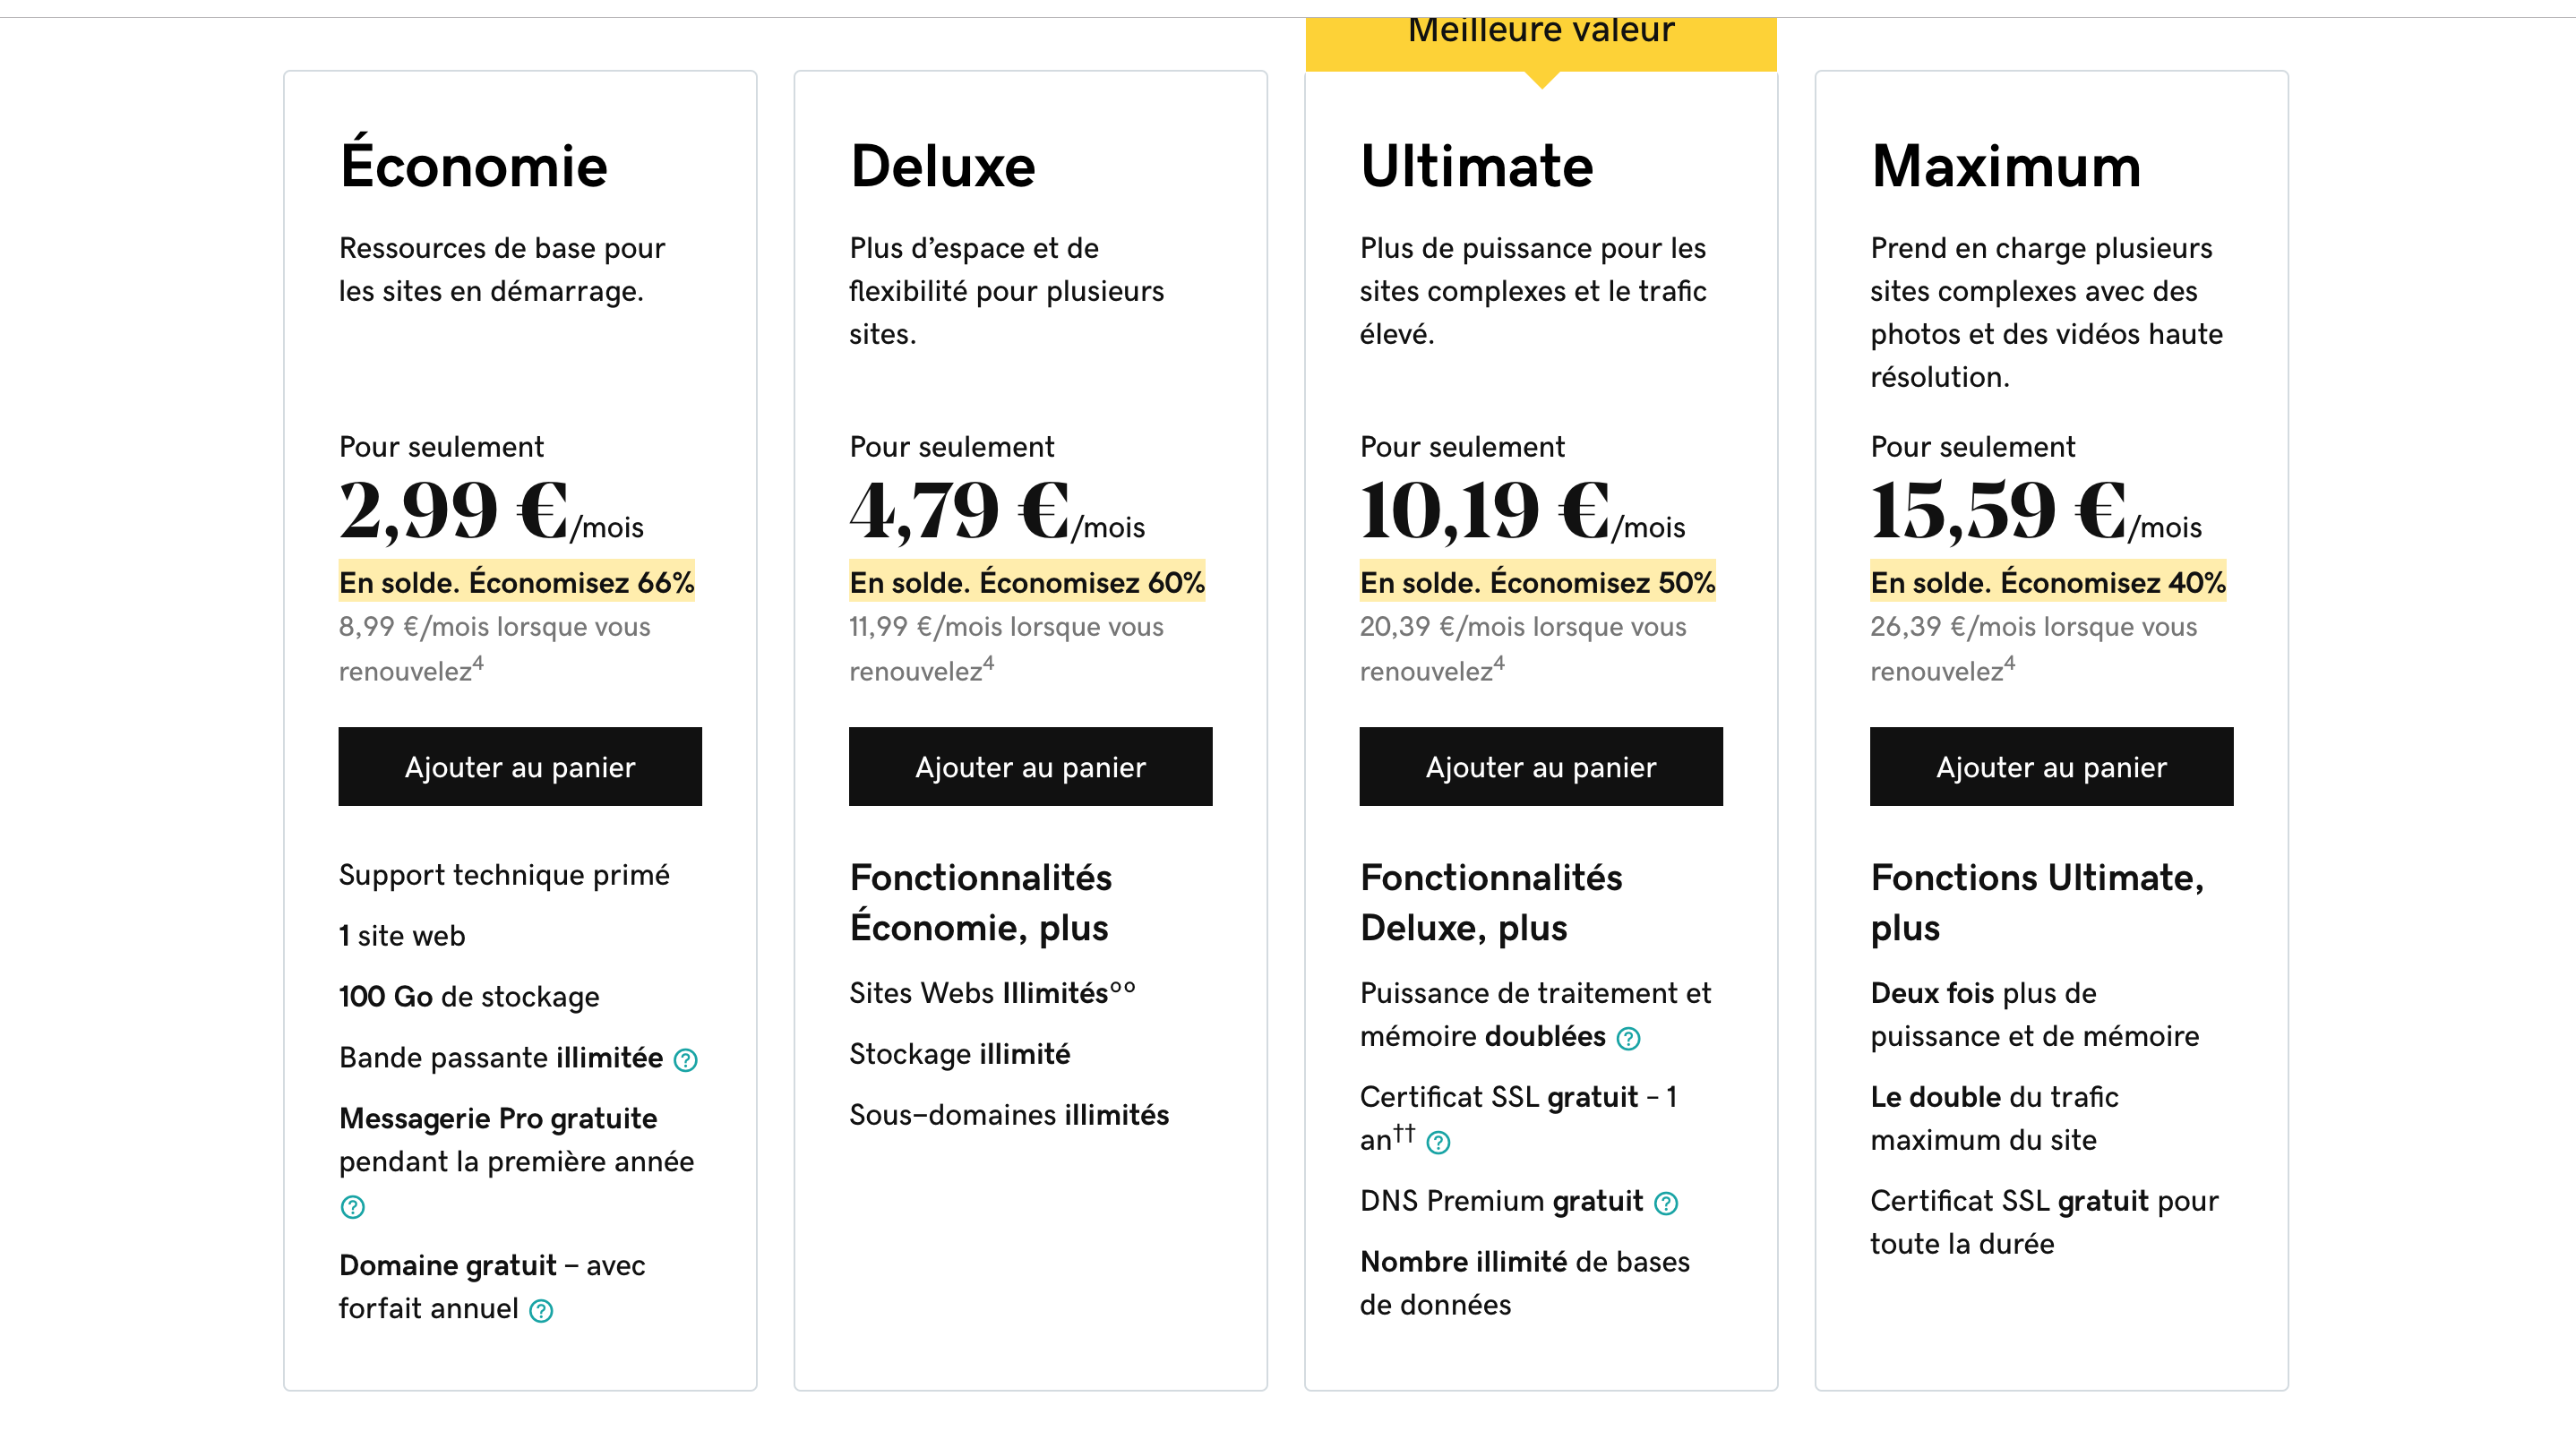 Meilleure valeur
Économie
Ressources de base pour
les sites en démarrage.
Pour seulement
2,99 €/mois
En solde. Économisez 66%
8,99 €/mois lorsque vous
renouvelez⁴
Ajouter au panier
Support technique primé
1 site web
100 Go de stockage
Bande passante illimitée ?
Messagerie Pro gratuite
pendant la première année
?
Domaine gratuit – avec
forfait annuel ?
Deluxe
Plus d’espace et de
flexibilité pour plusieurs
sites.
Pour seulement
4,79 €/mois
En solde. Économisez 60%
11,99 €/mois lorsque vous
renouvelez⁴
Ajouter au panier
Fonctionnalités
Économie, plus
Sites Webs Illimitésºº
Stockage illimité
Sous-domaines illimités
Ultimate
Plus de puissance pour les
sites complexes et le trafic
élevé.
Pour seulement
10,19 €/mois
En solde. Économisez 50%
20,39 €/mois lorsque vous
renouvelez⁴
Ajouter au panier
Fonctionnalités
Deluxe, plus
Puissance de traitement et
mémoire doublées ?
Certificat SSL gratuit – 1
an†† ?
DNS Premium gratuit ?
Nombre illimité de bases
de données
Maximum
Prend en charge plusieurs
sites complexes avec des
photos et des vidéos haute
résolution.
Pour seulement
15,59 €/mois
En solde. Économisez 40%
26,39 €/mois lorsque vous
renouvelez⁴
Ajouter au panier
Fonctions Ultimate,
plus
Deux fois plus de
puissance et de mémoire
Le double du trafic
maximum du site
Certificat SSL gratuit pour
toute la durée